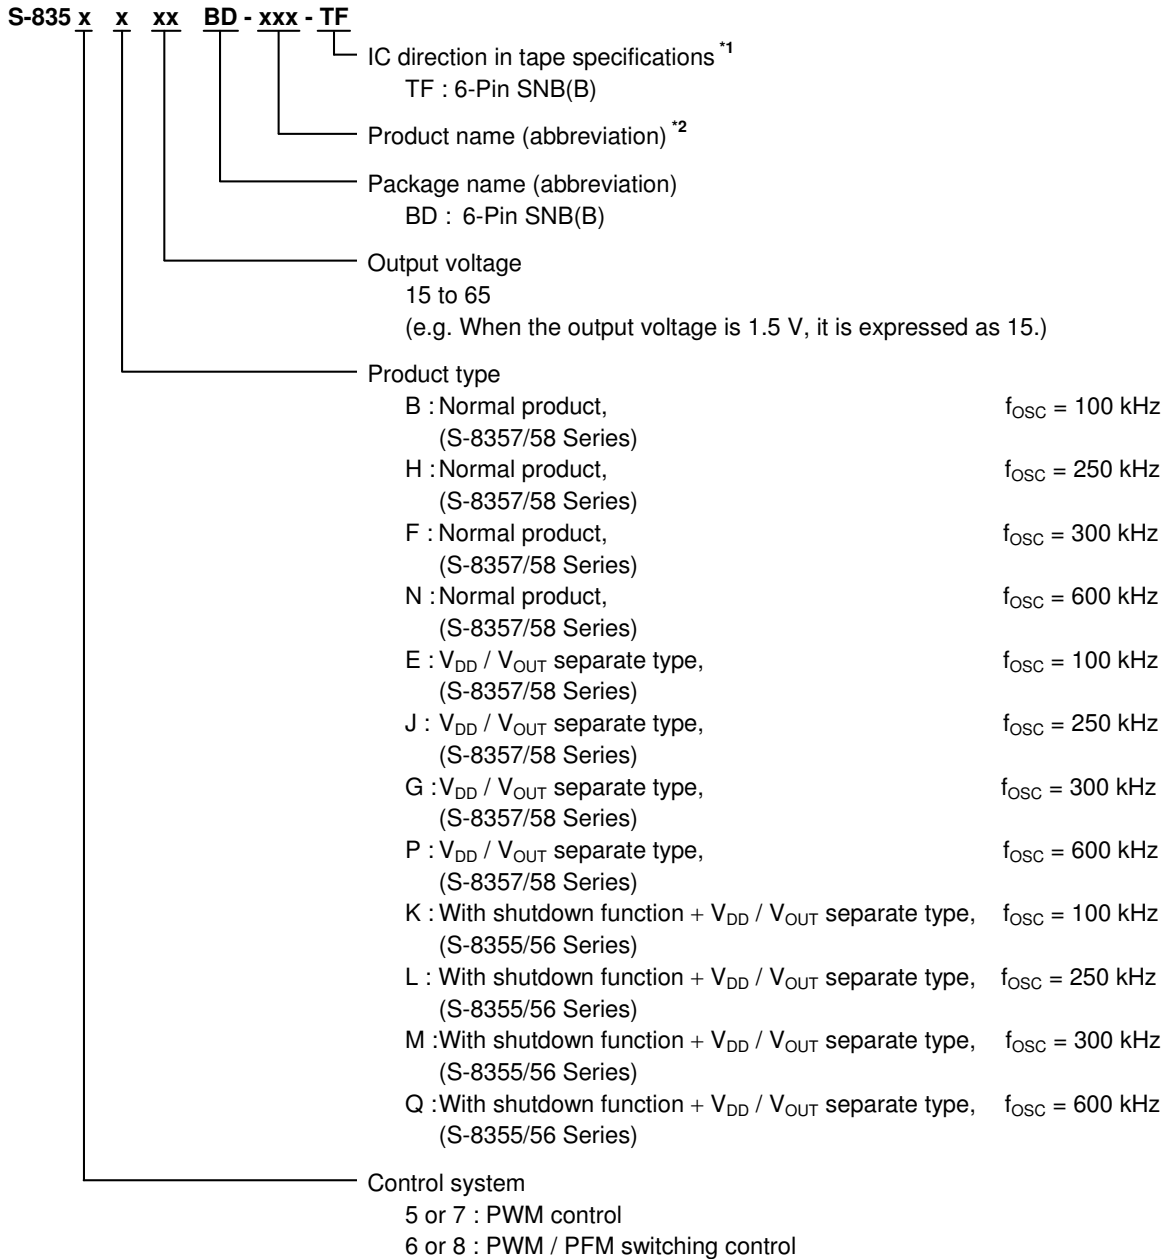 S-835 x x xx BD - xxx - TF
IC direction in tape specifications *1
TF : 6-Pin SNB(B)
Product name (abbreviation) *2
Package name (abbreviation)
BD : 6-Pin SNB(B)
Output voltage
15 to 65
(e.g. When the output voltage is 1.5 V, it is expressed as 15.)
Product type
B : Normal product, fOSC = 100 kHz
(S-8357/58 Series)
H : Normal product, fOSC = 250 kHz
(S-8357/58 Series)
F : Normal product, fOSC = 300 kHz
(S-8357/58 Series)
N : Normal product, fOSC = 600 kHz
(S-8357/58 Series)
E : VDD / VOUT separate type, fOSC = 100 kHz
(S-8357/58 Series)
J : VDD / VOUT separate type, fOSC = 250 kHz
(S-8357/58 Series)
G : VDD / VOUT separate type, fOSC = 300 kHz
(S-8357/58 Series)
P : VDD / VOUT separate type, fOSC = 600 kHz
(S-8357/58 Series)
K : With shutdown function + VDD / VOUT separate type, fOSC = 100 kHz
(S-8355/56 Series)
L : With shutdown function + VDD / VOUT separate type, fOSC = 250 kHz
(S-8355/56 Series)
M : With shutdown function + VDD / VOUT separate type, fOSC = 300 kHz
(S-8355/56 Series)
Q : With shutdown function + VDD / VOUT separate type, fOSC = 600 kHz
(S-8355/56 Series)
Control system
5 or 7 : PWM control
6 or 8 : PWM / PFM switching control